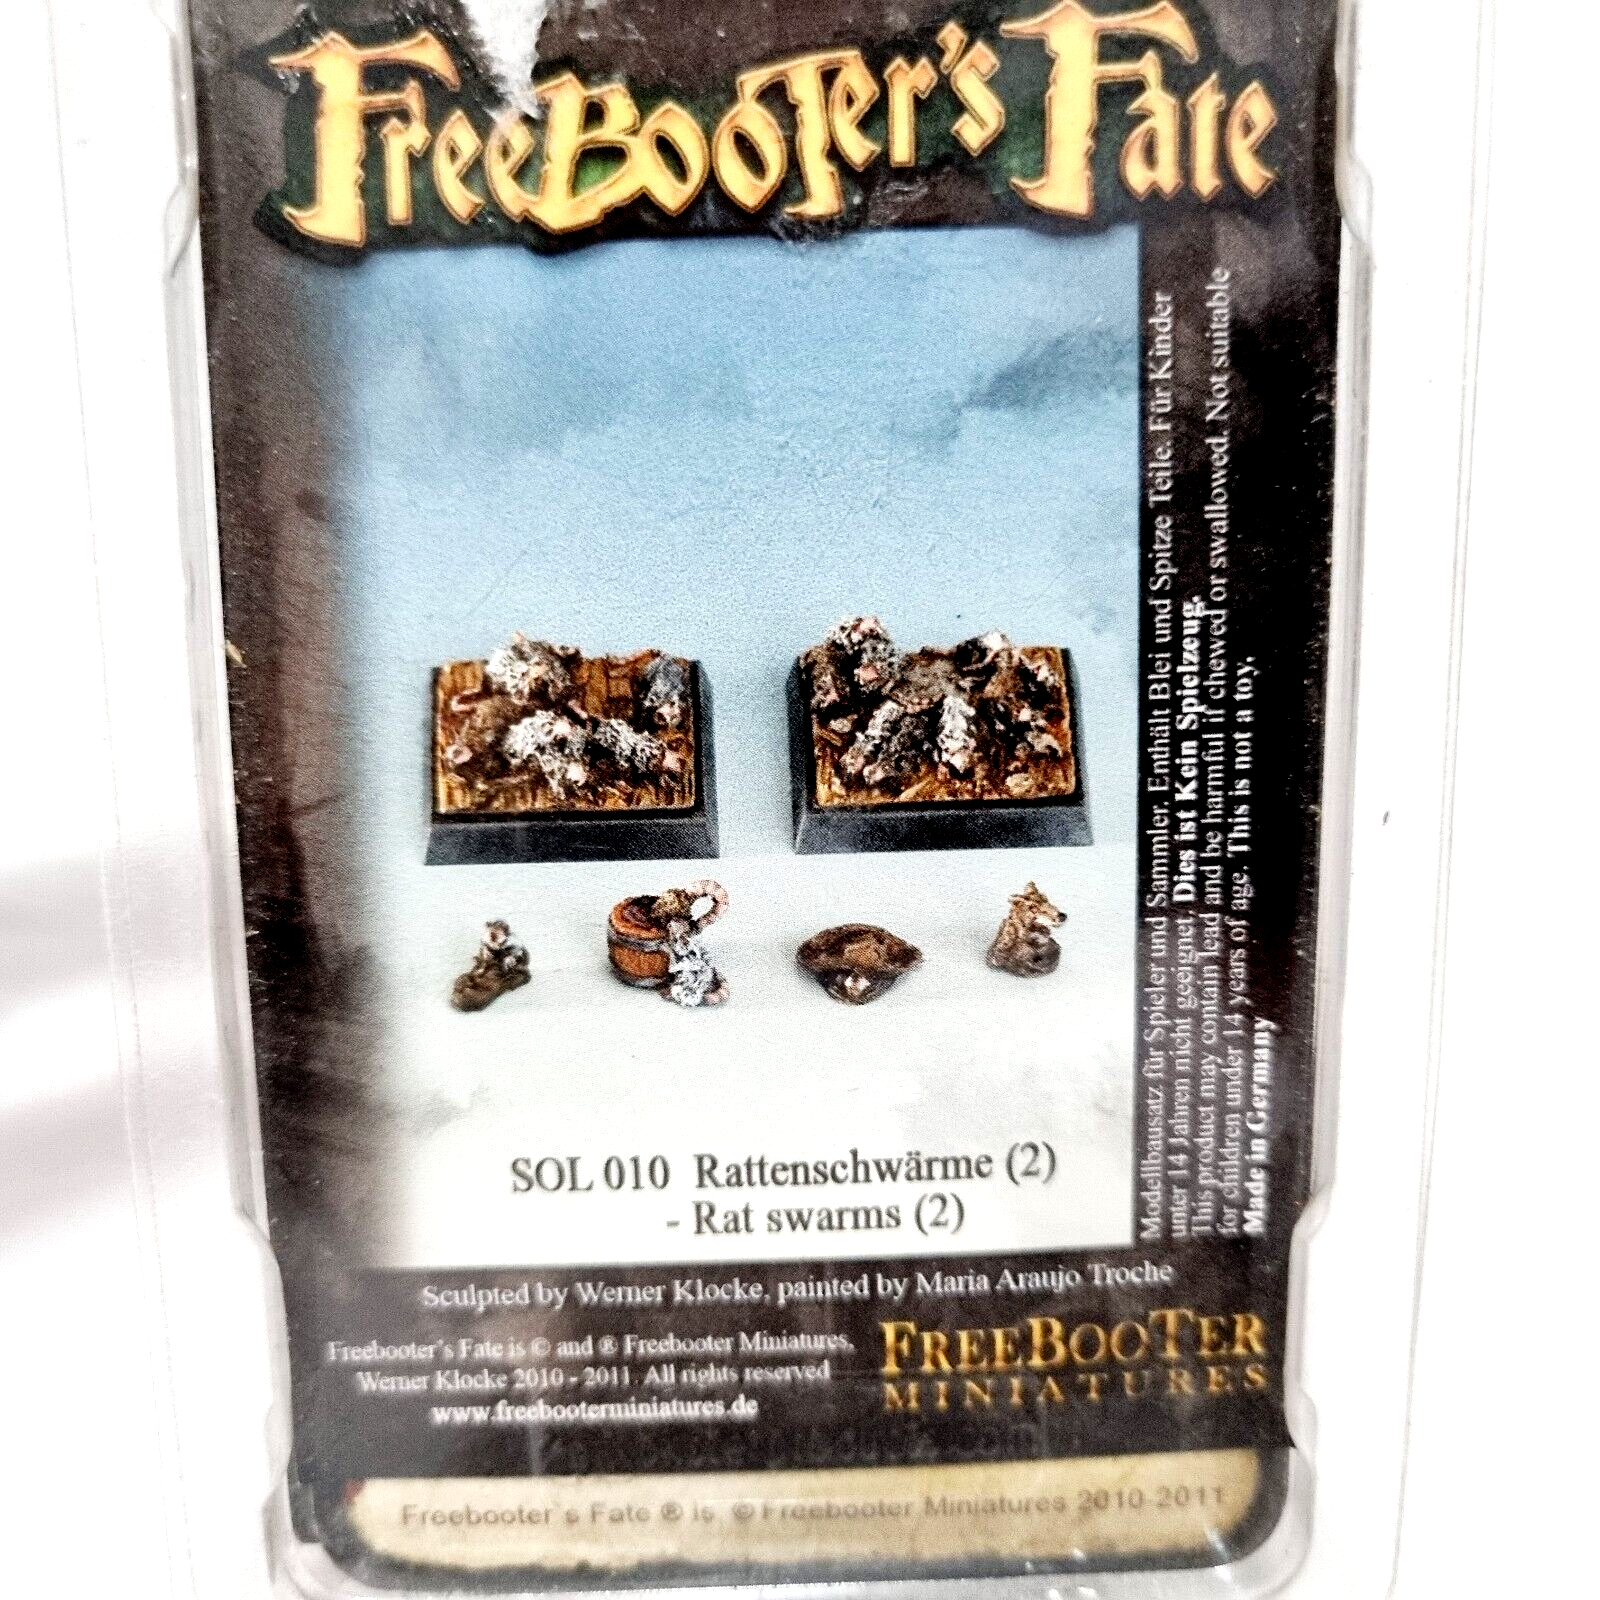 FreeBooTer's Fate
Modellbausatz für Spieler und Sammler. Enthält Blei und Spitze Teile. Für Kinder
unter 14 Jahren nicht geeignet. Dies ist Kein Spielzeug.
This product may contain lead and be harmful if chewed or swallowed. Not suitable
for children under 14 years of age. This is not a toy.
Made in Germany
SOL 010 Rattenschwärme (2)
- Rat swarms (2)
Sculpted by Werner Klocke, painted by Maria Araujo Troche
Freebooter's Fate is © and ® Freebooter Miniatures,
Werner Klocke 2010 - 2011. All rights reserved
www.freebooterminiatures.de
FREEBOOTER
MINIATURES
Freebooter`s Fate ® is © Freebooter Miniatures 2010-2011